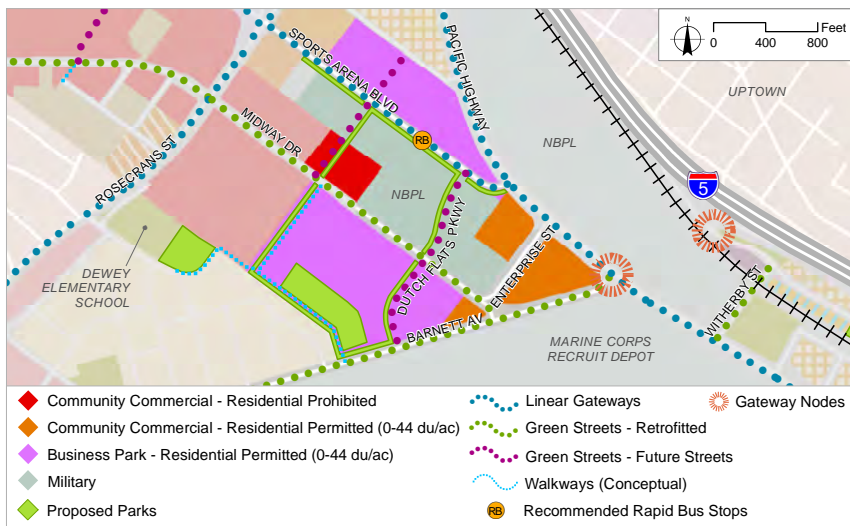 N
Feet
0 400 800
SPORTS ARENA BLVD
PACIFIC HIGHWAY
UPTOWN
MIDWAY DR
NBPL
ROSECRANS ST
RB
5
NBPL
DUTCH FLATS PKWY
ENTERPRISE ST
DEWEY
ELEMENTARY
SCHOOL
WITHERBY ST
BARNETT AV
MARINE CORPS
RECRUIT DEPOT
Community Commercial - Residential Prohibited
Community Commercial - Residential Permitted (0-44 du/ac)
Business Park - Residential Permitted (0-44 du/ac)
Military
Proposed Parks
Linear Gateways
Green Streets - Retrofitted
Green Streets - Future Streets
Walkways (Conceptual)
RB Recommended Rapid Bus Stops
Gateway Nodes